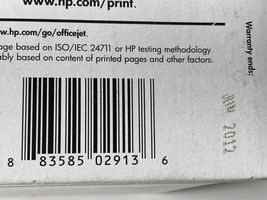 www.hp.com/print.
w.hp.com/go/officejet.
age based on ISO/IEC 24711 or HP testing methodology
ably based on content of printed pages and other factors.
8 83585 02913 6
Warranty ends:
2012